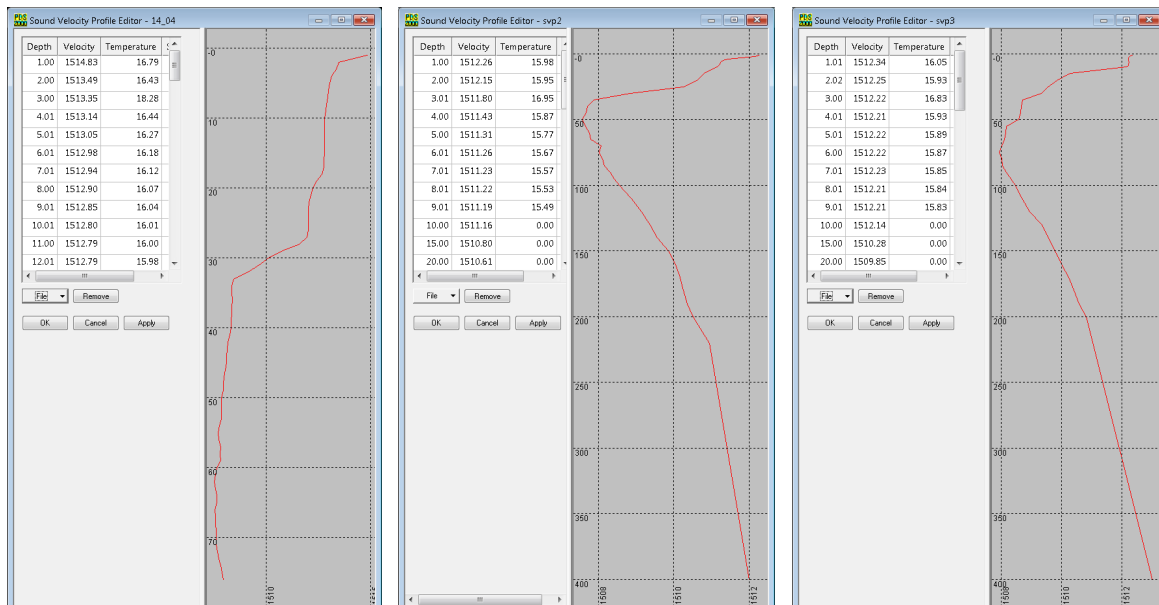 PDS Sound Velocity Profile Editor - 14_04
Depth Velocity Temperature S
1.00 1514.83 16.79
2.00 1513.49 16.43
3.00 1513.35 18.28
4.01 1513.14 16.44
5.01 1513.05 16.27
6.01 1512.98 16.18
7.01 1512.94 16.12
8.00 1512.90 16.07
9.01 1512.85 16.04
10.01 1512.80 16.01
11.00 1512.79 16.00
12.01 1512.79 15.98
File Remove
OK Cancel Apply
-0
10
20
30
40
50
60
70
1510
PDS Sound Velocity Profile Editor - svp2
Depth Velocity Temperature
1.00 1512.26 15.98
2.00 1512.15 15.95
3.01 1511.80 16.95
4.00 1511.43 15.87
5.00 1511.31 15.77
6.01 1511.26 15.67
7.01 1511.23 15.57
8.01 1511.22 15.53
9.01 1511.19 15.49
10.00 1511.16 0.00
15.00 1510.80 0.00
20.00 1510.61 0.00
File Remove
OK Cancel Apply
-0
50
100
150
200
250
300
350
400
1508
1510
1512
PDS Sound Velocity Profile Editor - svp3
Depth Velocity Temperature
1.01 1512.34 16.05
2.02 1512.25 15.93
3.00 1512.22 16.83
4.01 1512.21 15.93
5.01 1512.22 15.89
6.00 1512.22 15.87
7.01 1512.23 15.85
8.01 1512.21 15.84
9.01 1512.21 15.83
10.00 1512.14 0.00
15.00 1510.28 0.00
20.00 1509.85 0.00
File Remove
OK Cancel Apply
-0
50
100
150
200
250
300
350
400
1508
1510
1512